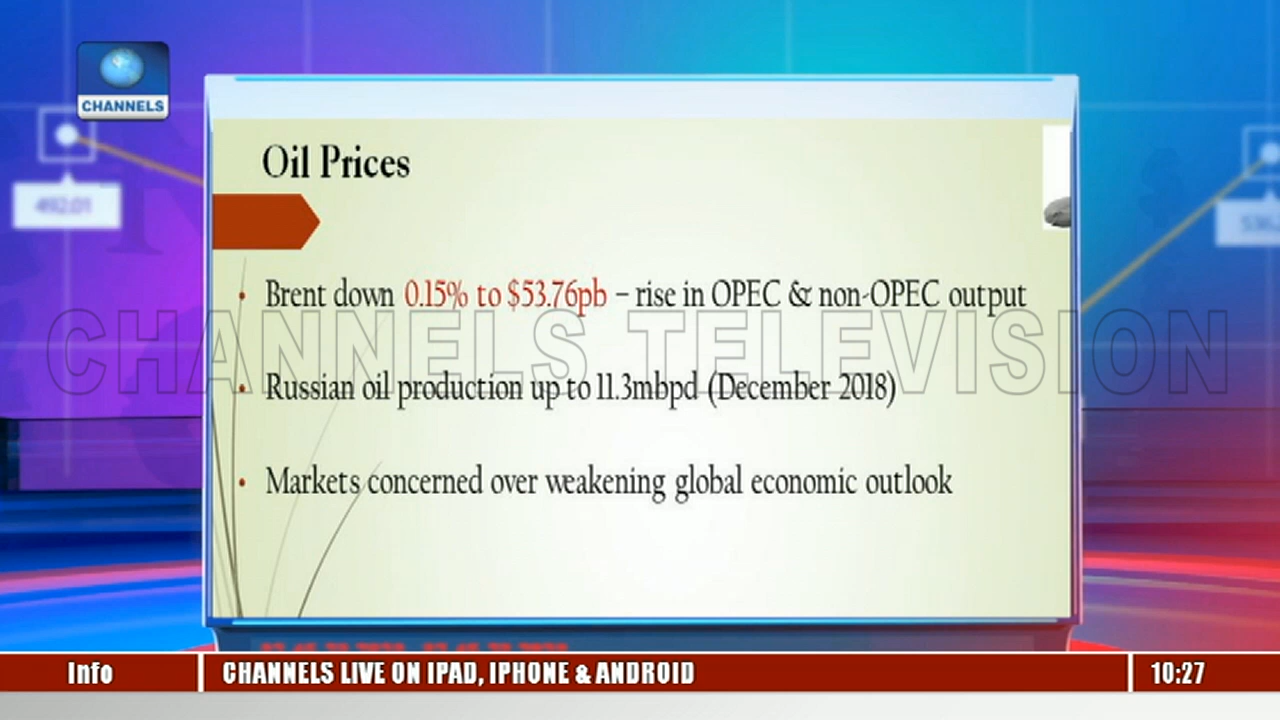 CHANNELS
Oil Prices
Brent down 0.15% to $53.76pb – rise in OPEC & non-OPEC output
CHANNELS TELEVISION
Russian oil production up to 11.3mbpd (December 2018)
Markets concerned over weakening global economic outlook
Info
CHANNELS LIVE ON IPAD, IPHONE & ANDROID
10:27